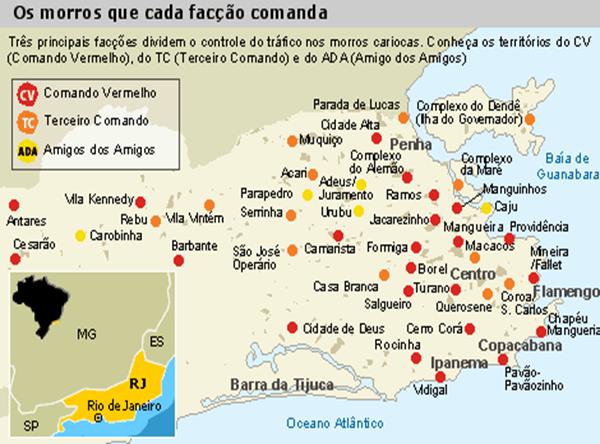 Os morros que cada facção comanda
Três principais facções dividem o controle do tráfico nos morros cariocas. Conheça os territórios do CV
(Comando Vermelho), do TC (Terceiro Comando) e do ADA (Amigo dos Amigos)
CV Comando Vermelho
TC Terceiro Comando
ADA Amigos dos Amigos
Parada de Lucas
Complexo do Dendê
(Ilha do Governador)
Cidade Alta
Muquiço
Penha
Baía de
Guanabara
Complexo
do Alemão
Complexo
da Maré
Acari
Adeus/
Juramento
Manguinhos
Parapedro
Ramos
Caju
Vila Kennedy
Rebu
Vila Vintém
Serrinha
Urubu
Jacarezinho
Mangueira
Providência
Antares
Carobinha
Cesarão
Barbante
São José
Operário
Camarista
Formiga
Macacos
Mineira/
Fallet
Borel
Centro
Casa Branca
Turano
Flamengo
Salgueiro
Querosene
Coroa/
S. Carlos
Chapéu
Mangueria
Cidade de Deus
Cerro Corá
Rocinha
Copacabana
Ipanema
Pavão-
Pavãozinho
Barra da Tijuca
Vidigal
Oceano Atlântico
MG
ES
RJ
Rio de Janeiro
SP